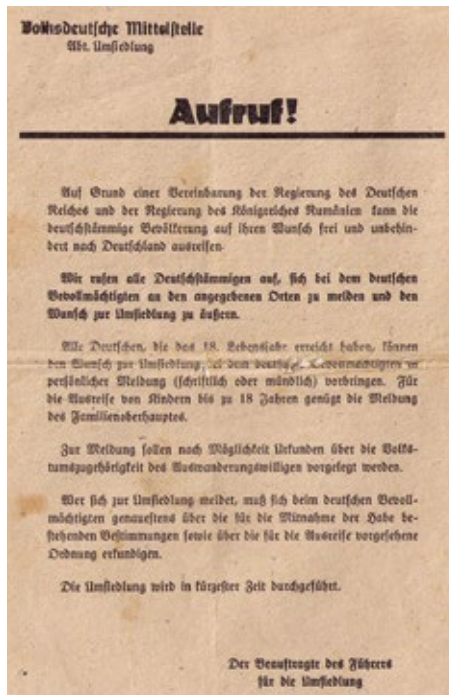 Volksdeutsche Mittelstelle
Abt. Umsiedlung
Aufruf!
Auf Grund einer Vereinbarung der Regierung des Deutschen
Reiches und der Regierung des Königreiches Rumänien kann die
deutschstämmige Bevölkerung auf ihren Wunsch frei und unbehin-
dert nach Deutschland ausreisen.
Wir rufen alle Deutschstämmigen auf, sich bei dem deutschen
Bevollmächtigten an den angegebenen Orten zu melden und den
Wunsch zur Umsiedlung zu äußern.
Alle Deutschen, die das 18. Lebensjahr erreicht haben, können
den Wunsch zur Umsiedlung bei dem deutschen Bevollmächtigten in
persönlicher Meldung (schriftlich oder mündlich) vorbringen. Für
die Ausreise von Kindern bis zu 18 Jahren genügt die Meldung
des Familienoberhauptes.
Zur Meldung sollen nach Möglichkeit Urkunden über die Volks-
tumszugehörigkeit des Auswanderungswilligen vorgelegt werden.
Wer sich zur Umsiedlung meldet, muß sich beim deutschen Bevoll-
mächtigten genauestens über die für die Mitnahme der Habe be-
stehenden Bestimmungen sowie über die für die Ausreise vorgesehene
Ordnung erkundigen.
Die Umsiedlung wird in kürzester Zeit durchgeführt.
Der Beauftragte des Führers
für die Umsiedlung